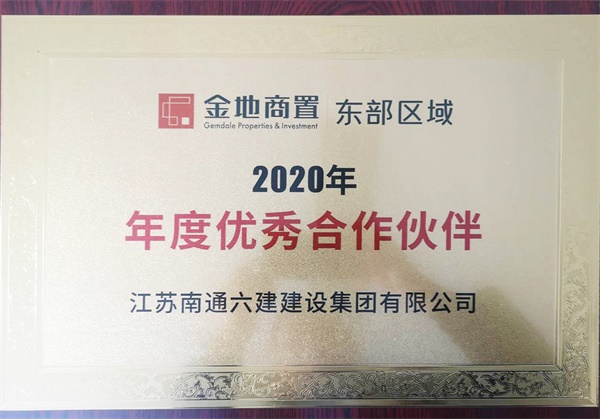 金地商置 东部区域
Gemdale Properties & Investment
2020年
年度优秀合作伙伴
江苏南通六建建设集团有限公司